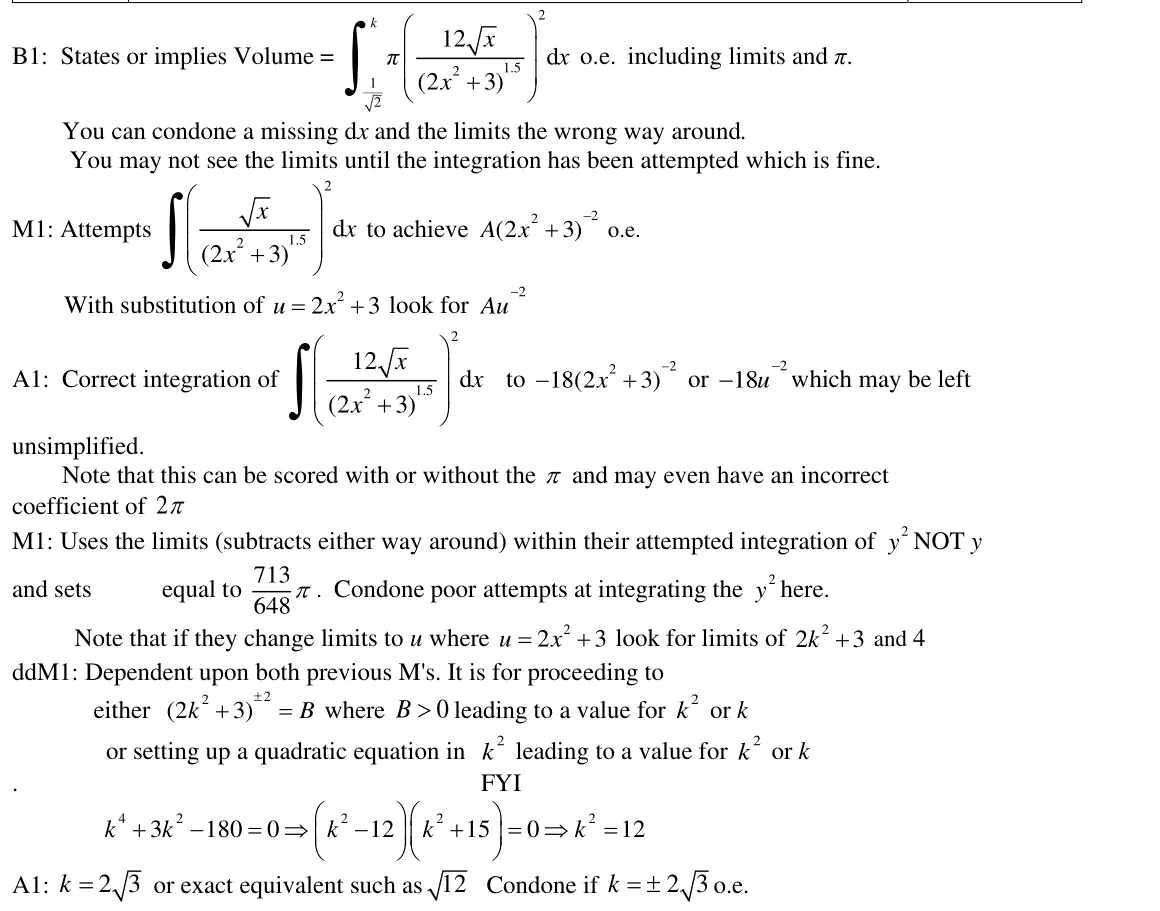 B1: States or implies Volume = ∫_{1/√2}^{k} π(12√x / (2x² + 3)^{1.5})² dx o.e. including limits and π.
You can condone a missing dx and the limits the wrong way around.
You may not see the limits until the integration has been attempted which is fine.
M1: Attempts ∫(√x / (2x² + 3)^{1.5})² dx to achieve A(2x² + 3)⁻² o.e.
With substitution of u = 2x² + 3 look for Au⁻²
A1: Correct integration of ∫(12√x / (2x² + 3)^{1.5})² dx to −18(2x² + 3)⁻² or −18u⁻² which may be left
unsimplified.
Note that this can be scored with or without the π and may even have an incorrect
coefficient of 2π
M1: Uses the limits (subtracts either way around) within their attempted integration of y² NOT y
and sets equal to 713/648 π . Condone poor attempts at integrating the y² here.
Note that if they change limits to u where u = 2x² + 3 look for limits of 2k² + 3 and 4
ddM1: Dependent upon both previous M's. It is for proceeding to
either (2k² + 3)^{±2} = B where B > 0 leading to a value for k² or k
or setting up a quadratic equation in k² leading to a value for k² or k
. FYI
k⁴ + 3k² − 180 = 0 ⇒ (k² − 12)(k² + 15) = 0 ⇒ k² = 12
A1: k = 2√3 or exact equivalent such as √12 Condone if k = ± 2√3 o.e.